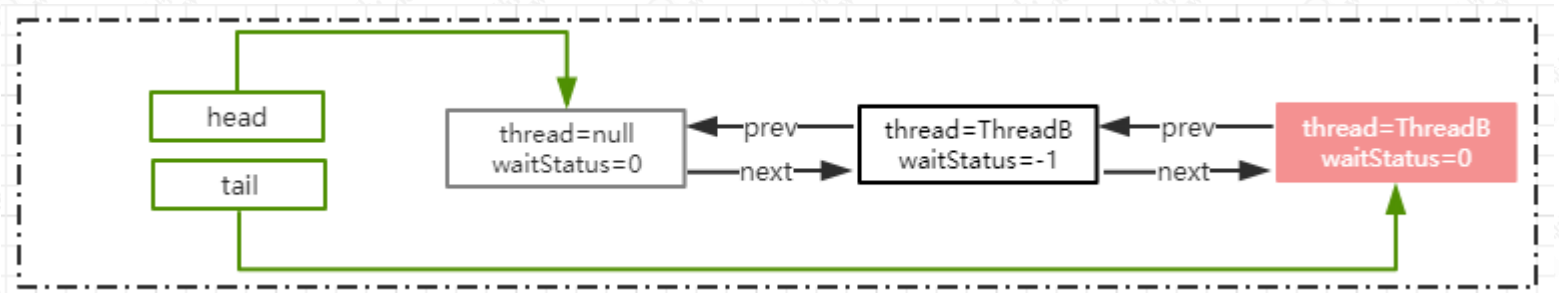 head
tail
thread=null
waitStatus=0
prev
next
thread=ThreadB
waitStatus=-1
prev
next
thread=ThreadB
waitStatus=0